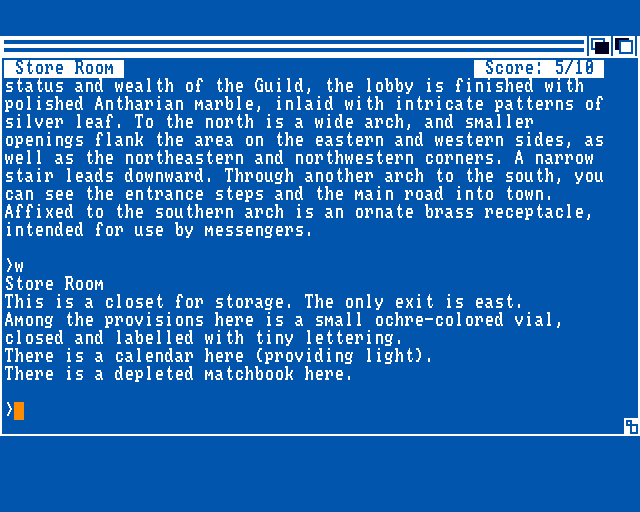 Store Room Score: 5/10
status and wealth of the Guild, the lobby is finished with
polished Antharian marble, inlaid with intricate patterns of
silver leaf. To the north is a wide arch, and smaller
openings flank the area on the eastern and western sides, as
well as the northeastern and northwestern corners. A narrow
stair leads downward. Through another arch to the south, you
can see the entrance steps and the main road into town.
Affixed to the southern arch is an ornate brass receptacle,
intended for use by messengers.
>w
Store Room
This is a closet for storage. The only exit is east.
Among the provisions here is a small ochre-colored vial,
closed and labelled with tiny lettering.
There is a calendar here (providing light).
There is a depleted matchbook here.
>